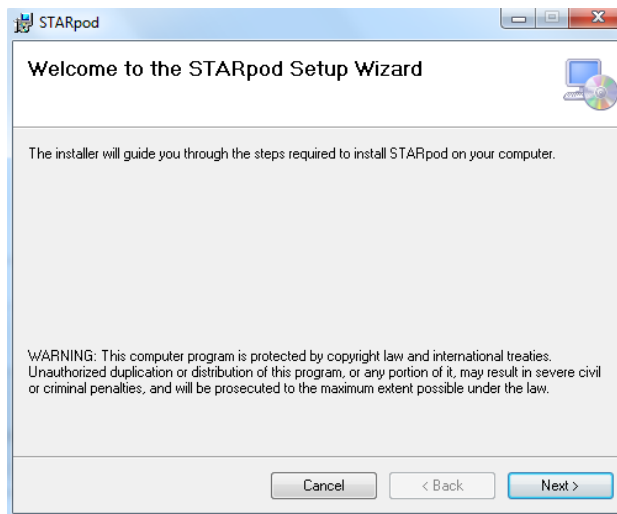 STARpod
Welcome to the STARpod Setup Wizard
The installer will guide you through the steps required to install STARpod on your computer.
WARNING: This computer program is protected by copyright law and international treaties.
Unauthorized duplication or distribution of this program, or any portion of it, may result in severe civil
or criminal penalties, and will be prosecuted to the maximum extent possible under the law.
Cancel
< Back
Next >